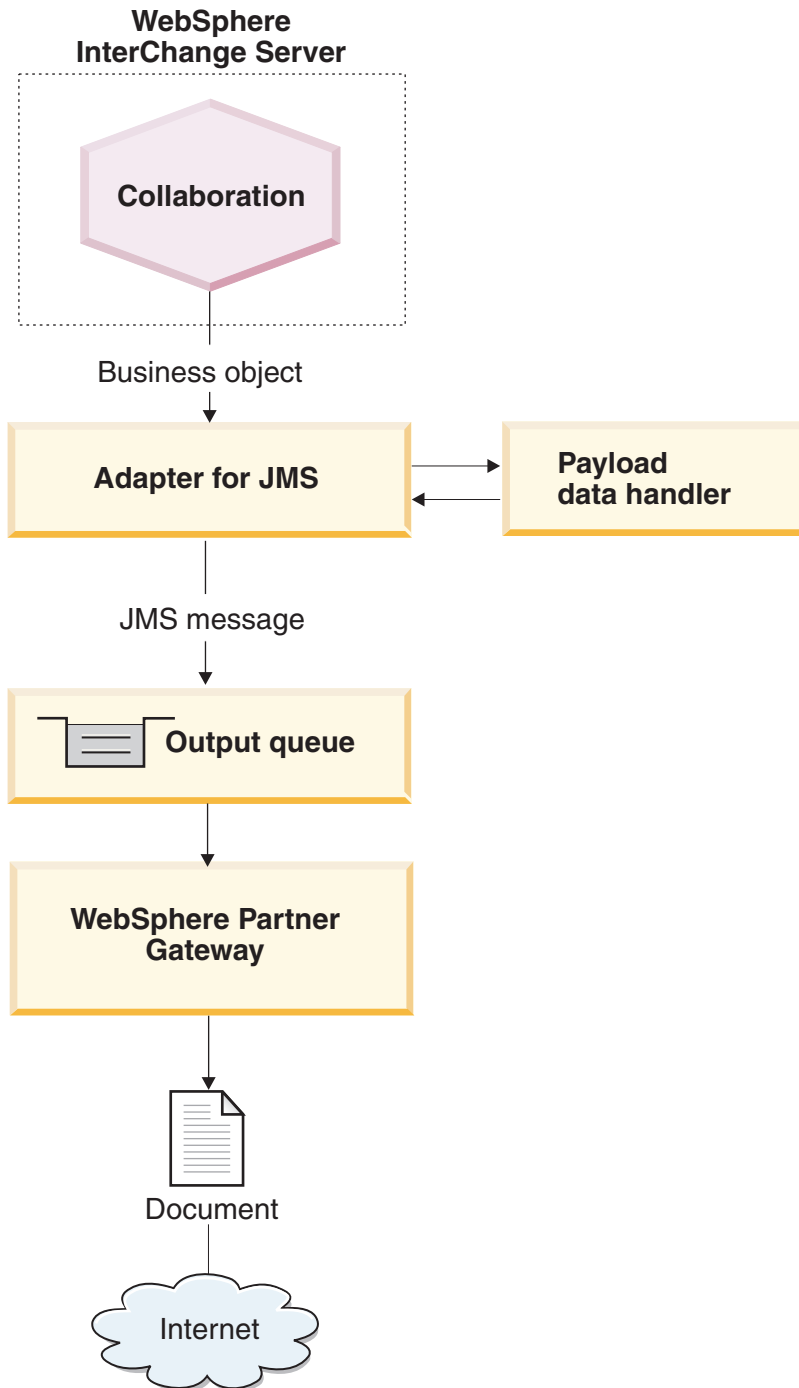 WebSphere
InterChange Server
Collaboration
Business object
Adapter for JMS
Payload
data handler
JMS message
Output queue
WebSphere Partner
Gateway
Document
Internet